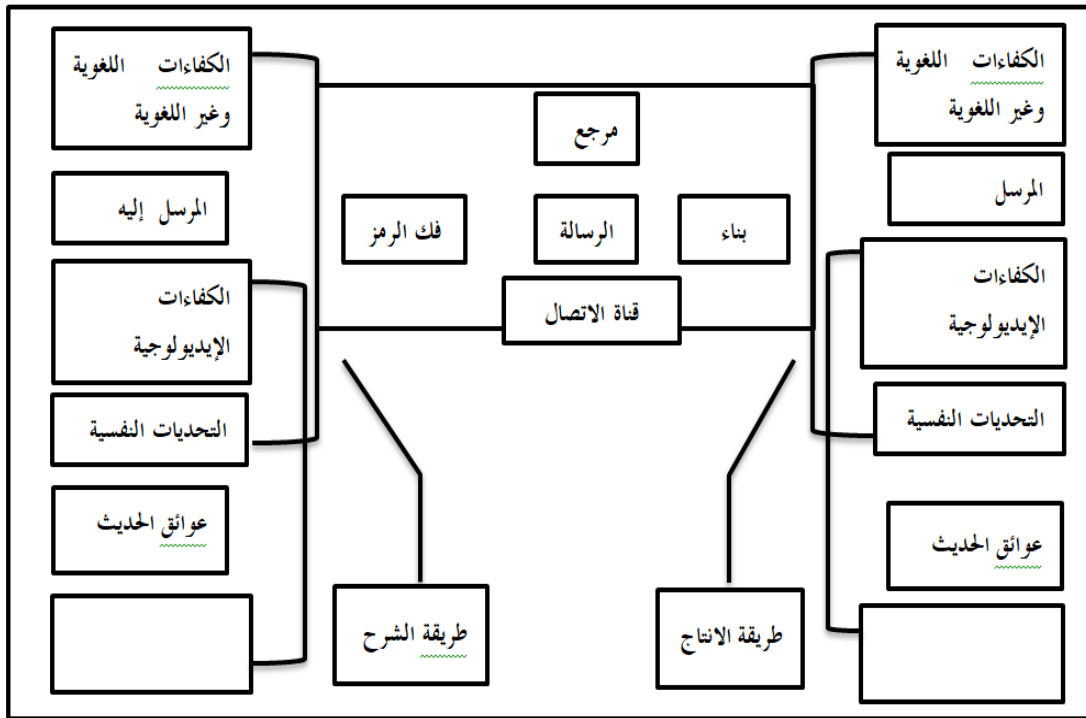 الكفاءات اللغوية
وغير اللغوية
المرسل
الكفاءات
الإيديولوجية
التحديات النفسية
عوائق الحديث
مرجع
بناء
الرسالة
فك الرمز
قناة الاتصال
طريقة الانتاج
طريقة الشرح
الكفاءات اللغوية
وغير اللغوية
المرسل إليه
الكفاءات
الإيديولوجية
التحديات النفسية
عوائق الحديث